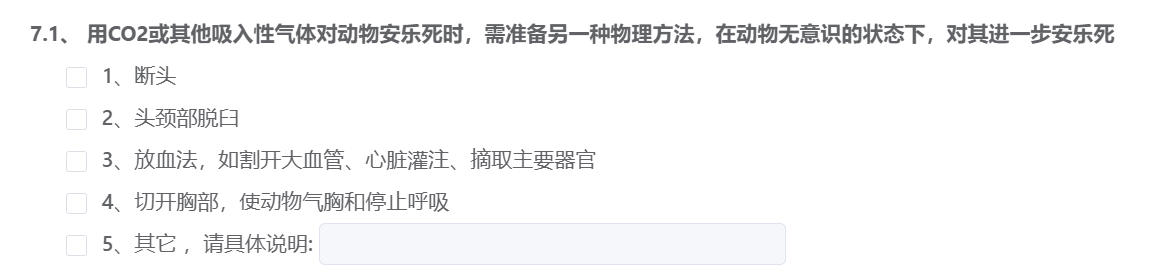 7.1、 用CO2或其他吸入性气体对动物安乐死时，需准备另一种物理方法，在动物无意识的状态下，对其进一步安乐死
1、断头
2、头颈部脱臼
3、放血法，如割开大血管、心脏灌注、摘取主要器官
4、切开胸部，使动物气胸和停止呼吸
5、其它 ，请具体说明: